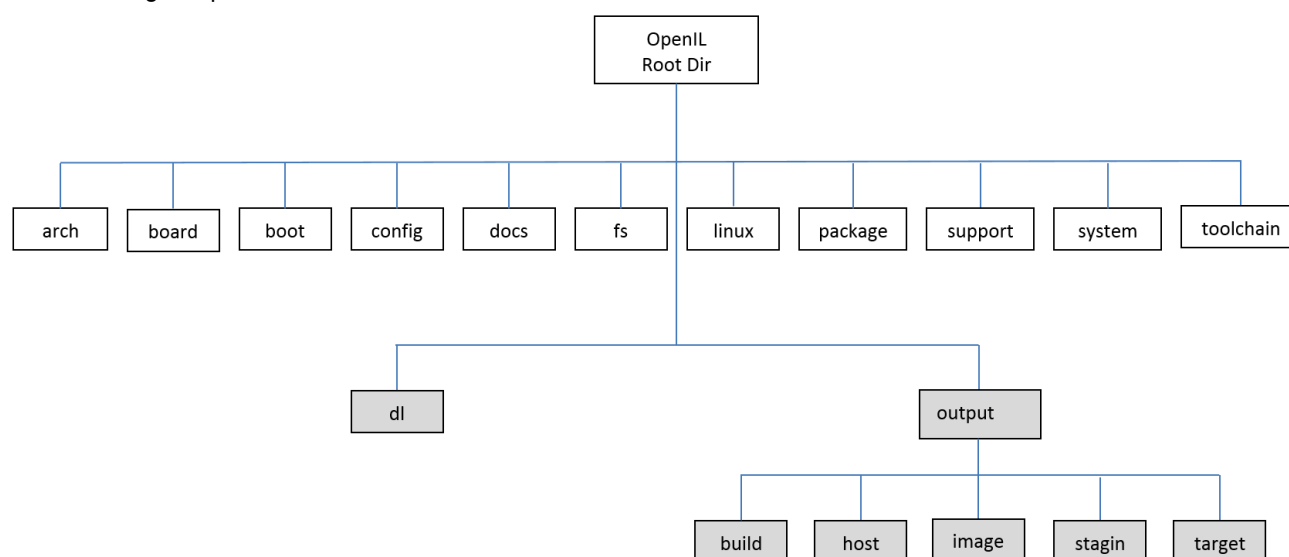 OpenIL
Root Dir
arch
board
boot
config
docs
fs
linux
package
support
system
toolchain
dl
output
build
host
image
stagin
target